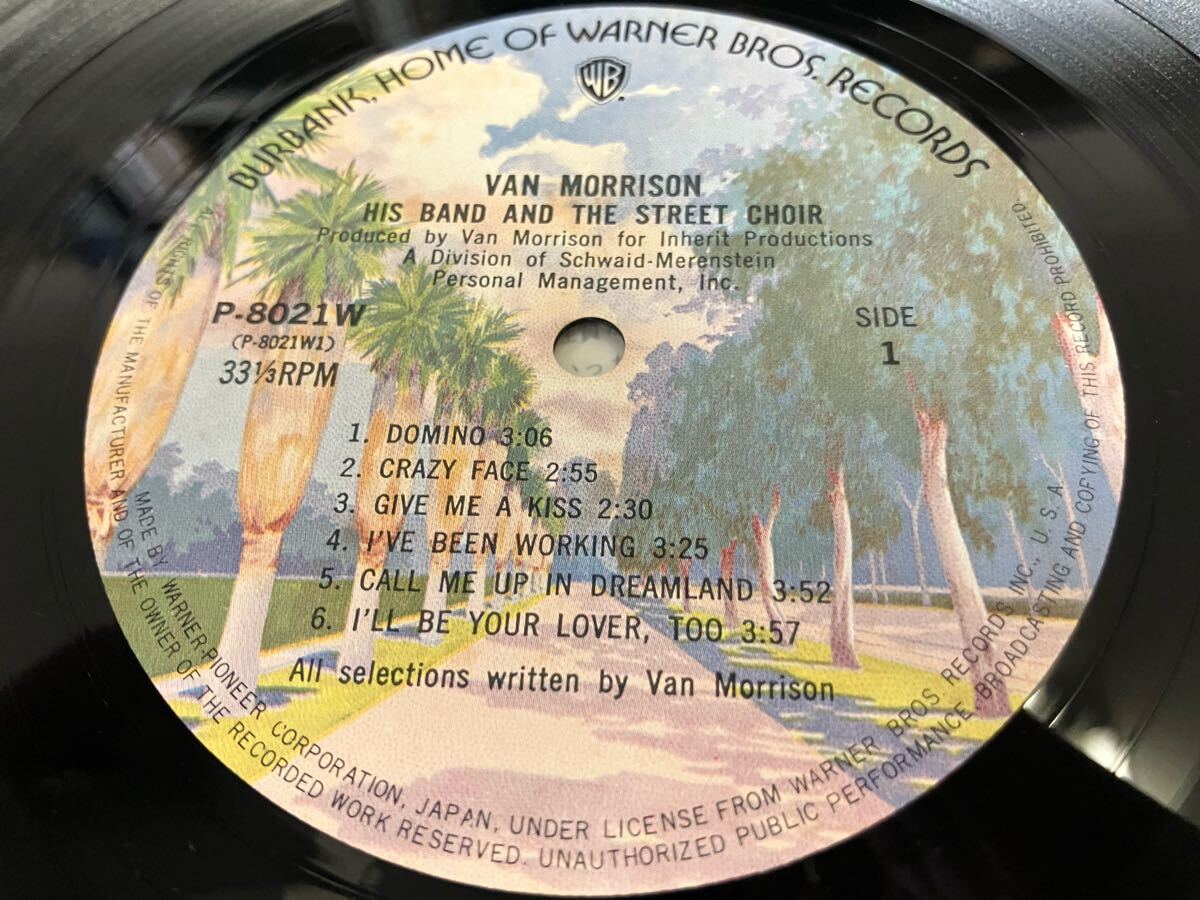 BURBANK, HOME OF WARNER BROS. RECORDS
WB
VAN MORRISON
HIS BAND AND THE STREET CHOIR
Produced by Van Morrison for Inherit Productions
A Division of Schwaid-Merenstein
Personal Management, Inc.
P-8021W
(P-8021W1)
33⅓RPM
SIDE
1
1. DOMINO 3:06
2. CRAZY FACE 2:55
3. GIVE ME A KISS 2:30
4. I'VE BEEN WORKING 3:25
5. CALL ME UP IN DREAMLAND 3:52
6. I'LL BE YOUR LOVER, TOO 3:57
All selections written by Van Morrison
MADE BY WARNER-PIONEER CORPORATION, JAPAN, UNDER LICENSE FROM WARNER BROS. RECORDS INC., U.S.A.
ALL RIGHTS OF THE MANUFACTURER AND OF THE OWNER OF THE RECORDED WORK RESERVED. UNAUTHORIZED PUBLIC PERFORMANCE BROADCASTING AND COPYING OF THIS RECORD PROHIBITED.